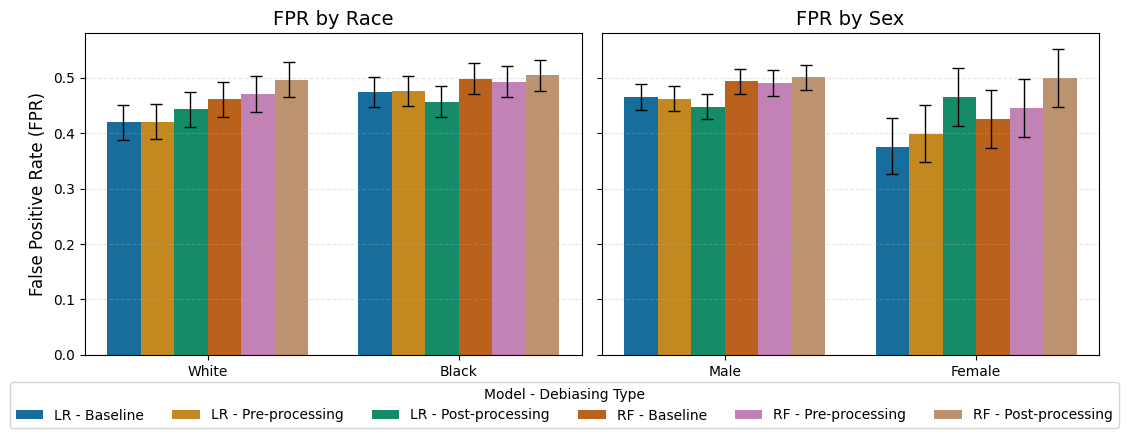 FPR by Race
FPR by Sex
False Positive Rate (FPR)
0.5
0.4
0.3
0.2
0.1
0.0
White
Black
Male
Female
Model - Debiasing Type
LR - Baseline
LR - Pre-processing
LR - Post-processing
RF - Baseline
RF - Pre-processing
RF - Post-processing